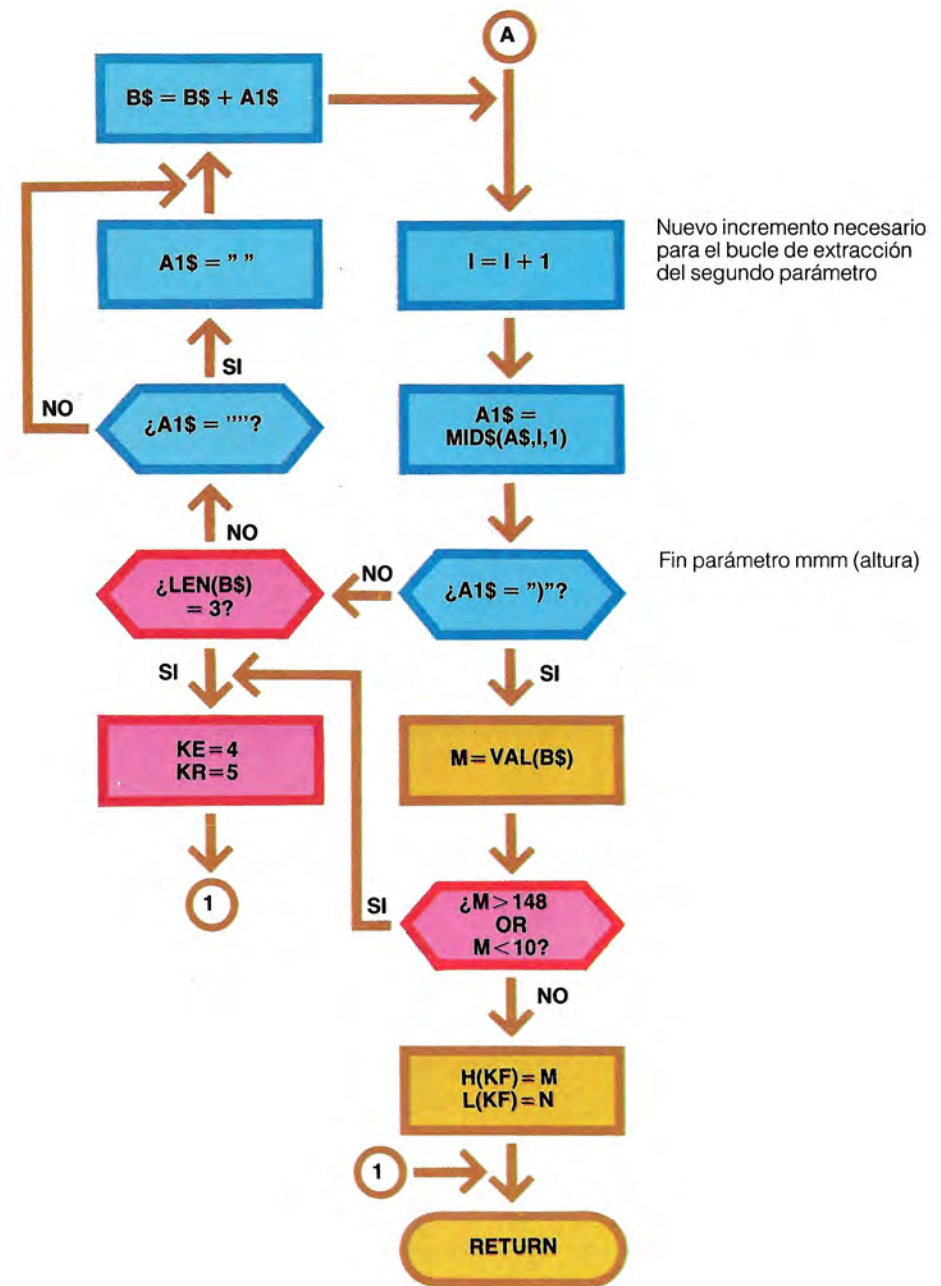 A
B$ = B$ + A1$
I = I + 1
Nuevo incremento necesario
para el bucle de extracción
del segundo parámetro
A1$ = " "
SI
NO
¿A1$ = ""?
A1$ =
MID$(A$,I,1)
NO
¿LEN(B$)
= 3?
NO
¿A1$ = ")"?
Fin parámetro mmm (altura)
SI
SI
KE=4
KR=5
M=VAL(B$)
1
SI
¿M>148
OR
M<10?
NO
H(KF)=M
L(KF)=N
1
RETURN